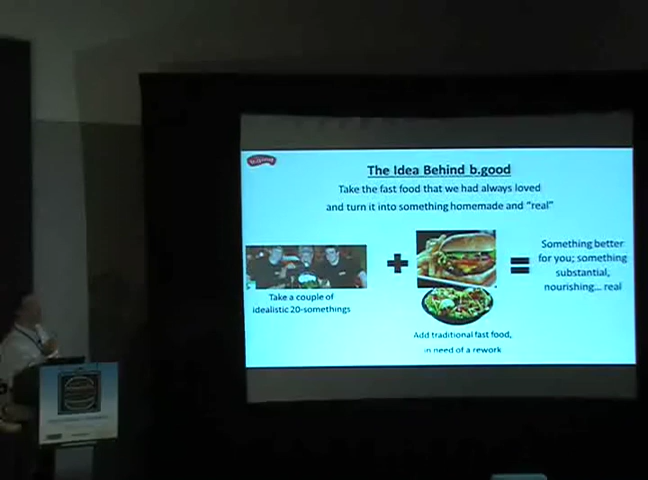 The Idea Behind b.good
Take the fast food that we had always loved
and turn it into something homemade and "real"
Take a couple of
idealistic 20-somethings
+
Add traditional fast food,
in need of a rework
=
Something better
for you; something
substantial,
nourishing... real